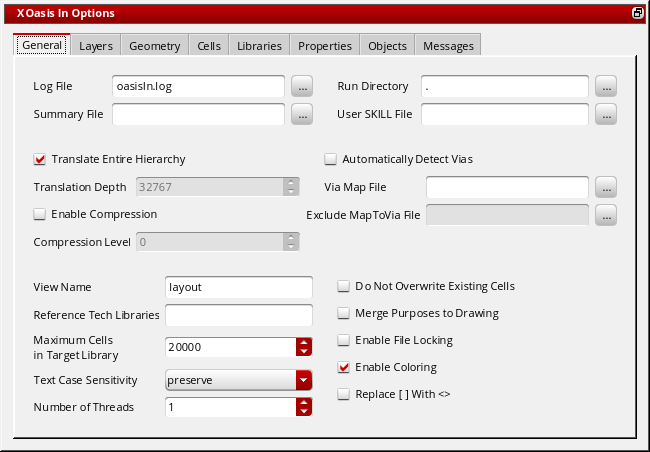 XOasis In Options
General Layers Geometry Cells Libraries Properties Objects Messages
Log File oasisIn.log ... Run Directory . ...
Summary File ... User SKILL File ...
Translate Entire Hierarchy Automatically Detect Vias
Translation Depth 32767 Via Map File ...
Enable Compression Exclude MapToVia File ...
Compression Level 0
View Name layout Do Not Overwrite Existing Cells
Reference Tech Libraries Merge Purposes to Drawing
Maximum Cells
in Target Library 20000 Enable File Locking
Text Case Sensitivity preserve Enable Coloring
Number of Threads 1 Replace [ ] With <>